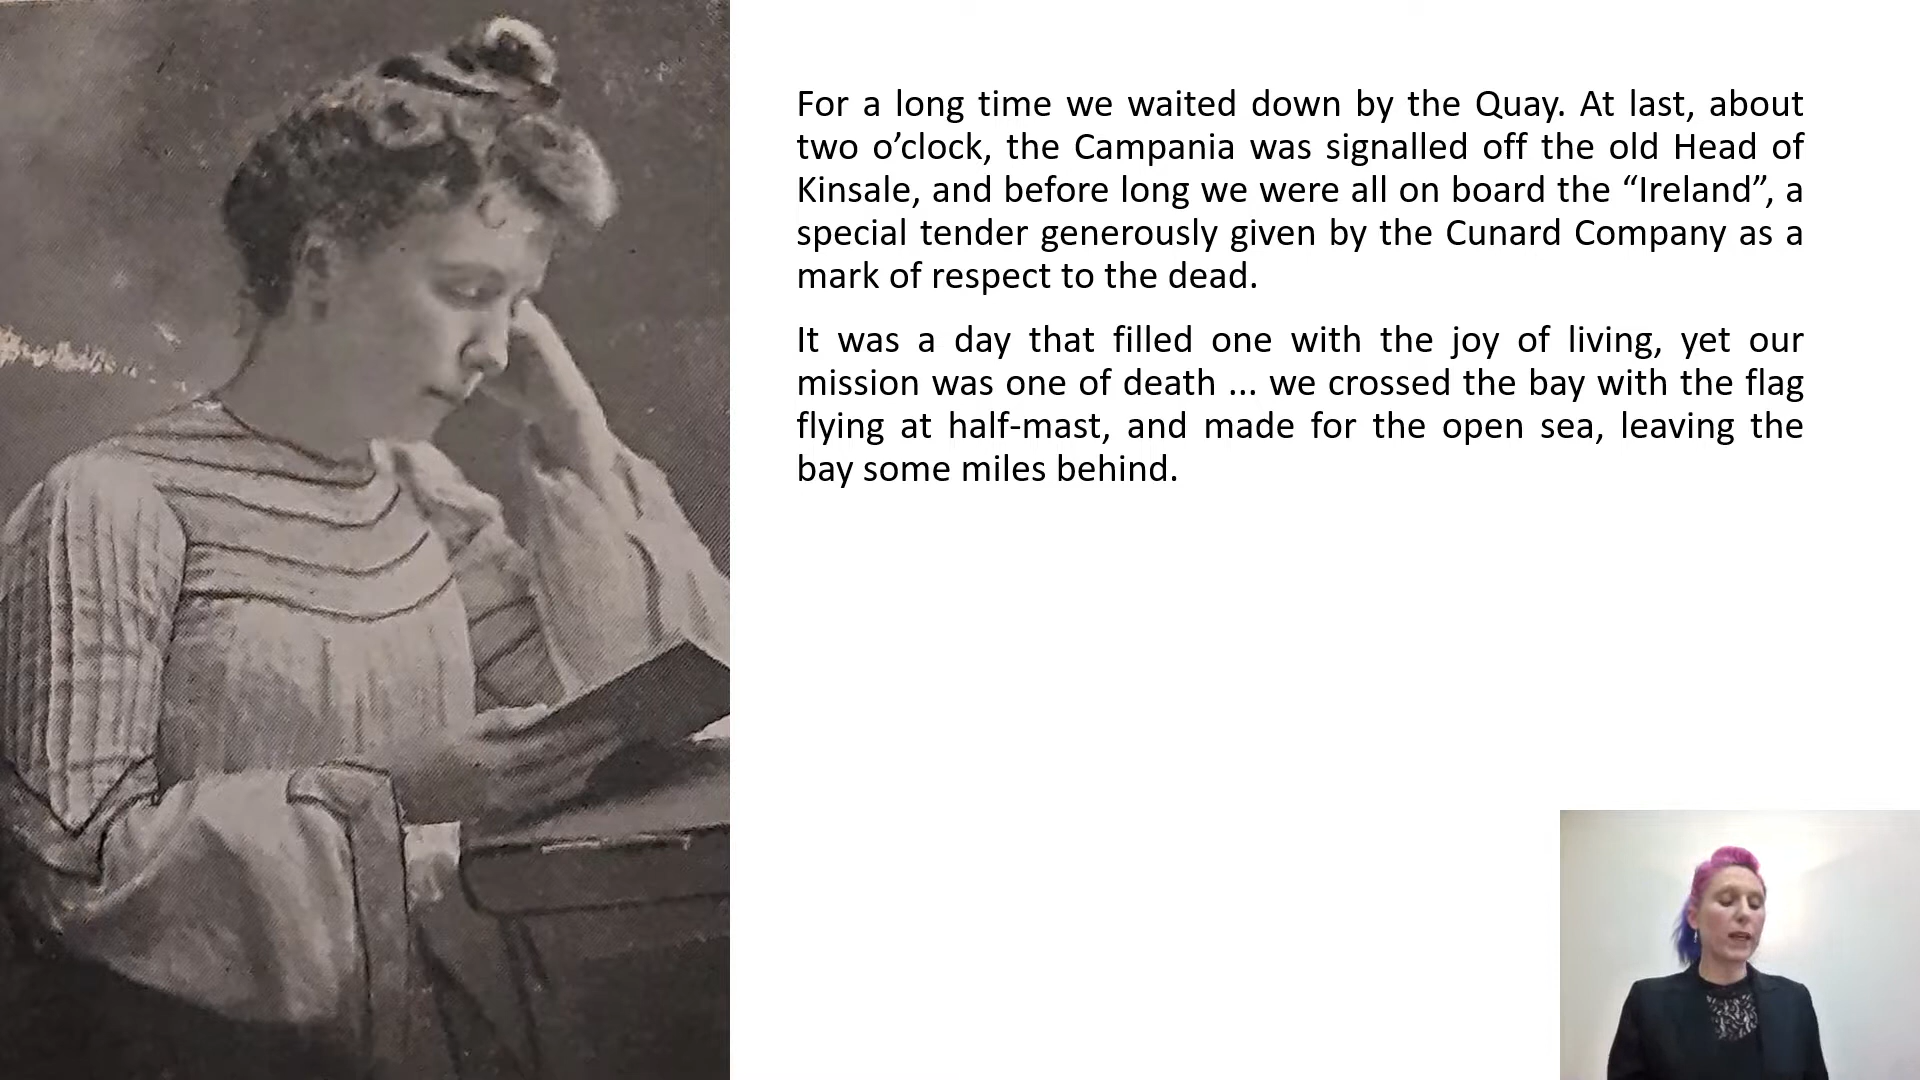 For a long time we waited down by the Quay. At last, about
two o’clock, the Campania was signalled off the old Head of
Kinsale, and before long we were all on board the “Ireland”, a
special tender generously given by the Cunard Company as a
mark of respect to the dead.
It was a day that filled one with the joy of living, yet our
mission was one of death ... we crossed the bay with the flag
flying at half-mast, and made for the open sea, leaving the
bay some miles behind.